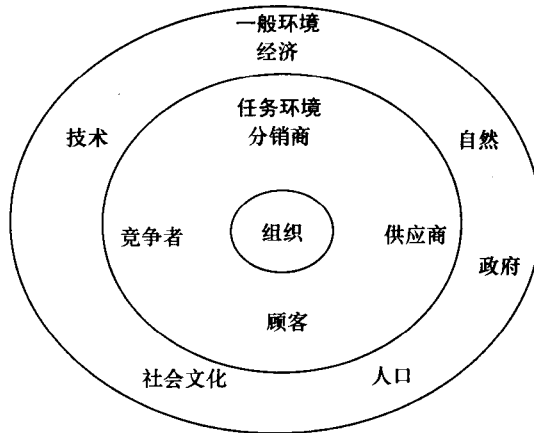 一般环境
经济
任务环境
分销商
技术
自然
竞争者
组织
供应商
政府
顾客
社会文化
人口